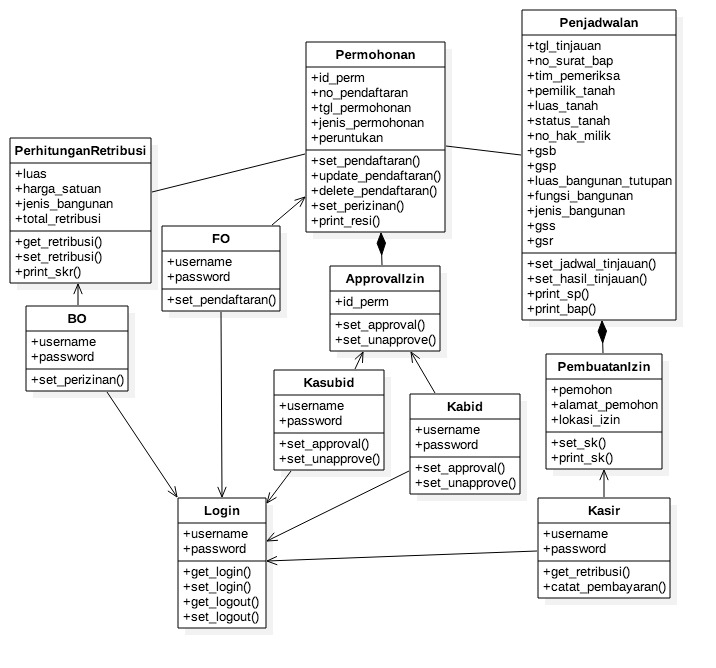 Penjadwalan
+tgl_tinjauan
+no_surat_bap
+tim_pemeriksa
+pemilik_tanah
+luas_tanah
+status_tanah
+no_hak_milik
+gsb
+gsp
+luas_bangunan_tutupan
+fungsi_bangunan
+jenis_bangunan
+gss
+gsr
+set_jadwal_tinjauan()
+set_hasil_tinjauan()
+print_sp()
+print_bap()
Permohonan
+id_perm
+no_pendaftaran
+tgl_permohonan
+jenis_permohonan
+peruntukan
+set_pendaftaran()
+update_pendaftaran()
+delete_pendaftaran()
+set_perizinan()
+print_resi()
PerhitunganRetribusi
+luas
+harga_satuan
+jenis_bangunan
+total_retribusi
+get_retribusi()
+set_retribusi()
+print_skr()
FO
+username
+password
+set_pendaftaran()
ApprovalIzin
+id_perm
+set_approval()
+set_unapprove()
BO
+username
+password
+set_perizinan()
PembuatanIzin
+pemohon
+alamat_pemohon
+lokasi_izin
+set_sk()
+print_sk()
Kasubid
+username
+password
+set_approval()
+set_unapprove()
Kabid
+username
+password
+set_approval()
+set_unapprove()
Login
+username
+password
+get_login()
+set_login()
+get_logout()
+set_logout()
Kasir
+username
+password
+get_retribusi()
+catat_pembayaran()